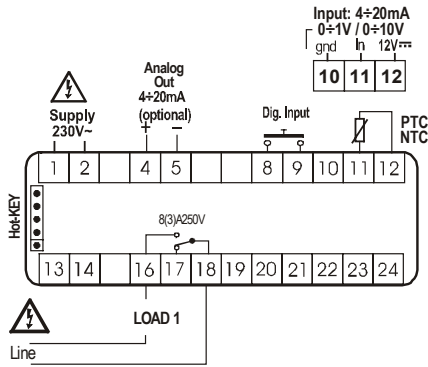 Input: 4÷20mA
0÷1V / 0÷10V
gnd In 12V
10 11 12
Analog
Out
4÷20mA
(optional)
+ −
Supply
230V~
Dig. Input
PTC
NTC
1 2 4 5 8 9 10 11 12
Hot-KEY
8(3)A250V
13 14 16 17 18 19 20 21 22 23 24
LOAD 1
Line